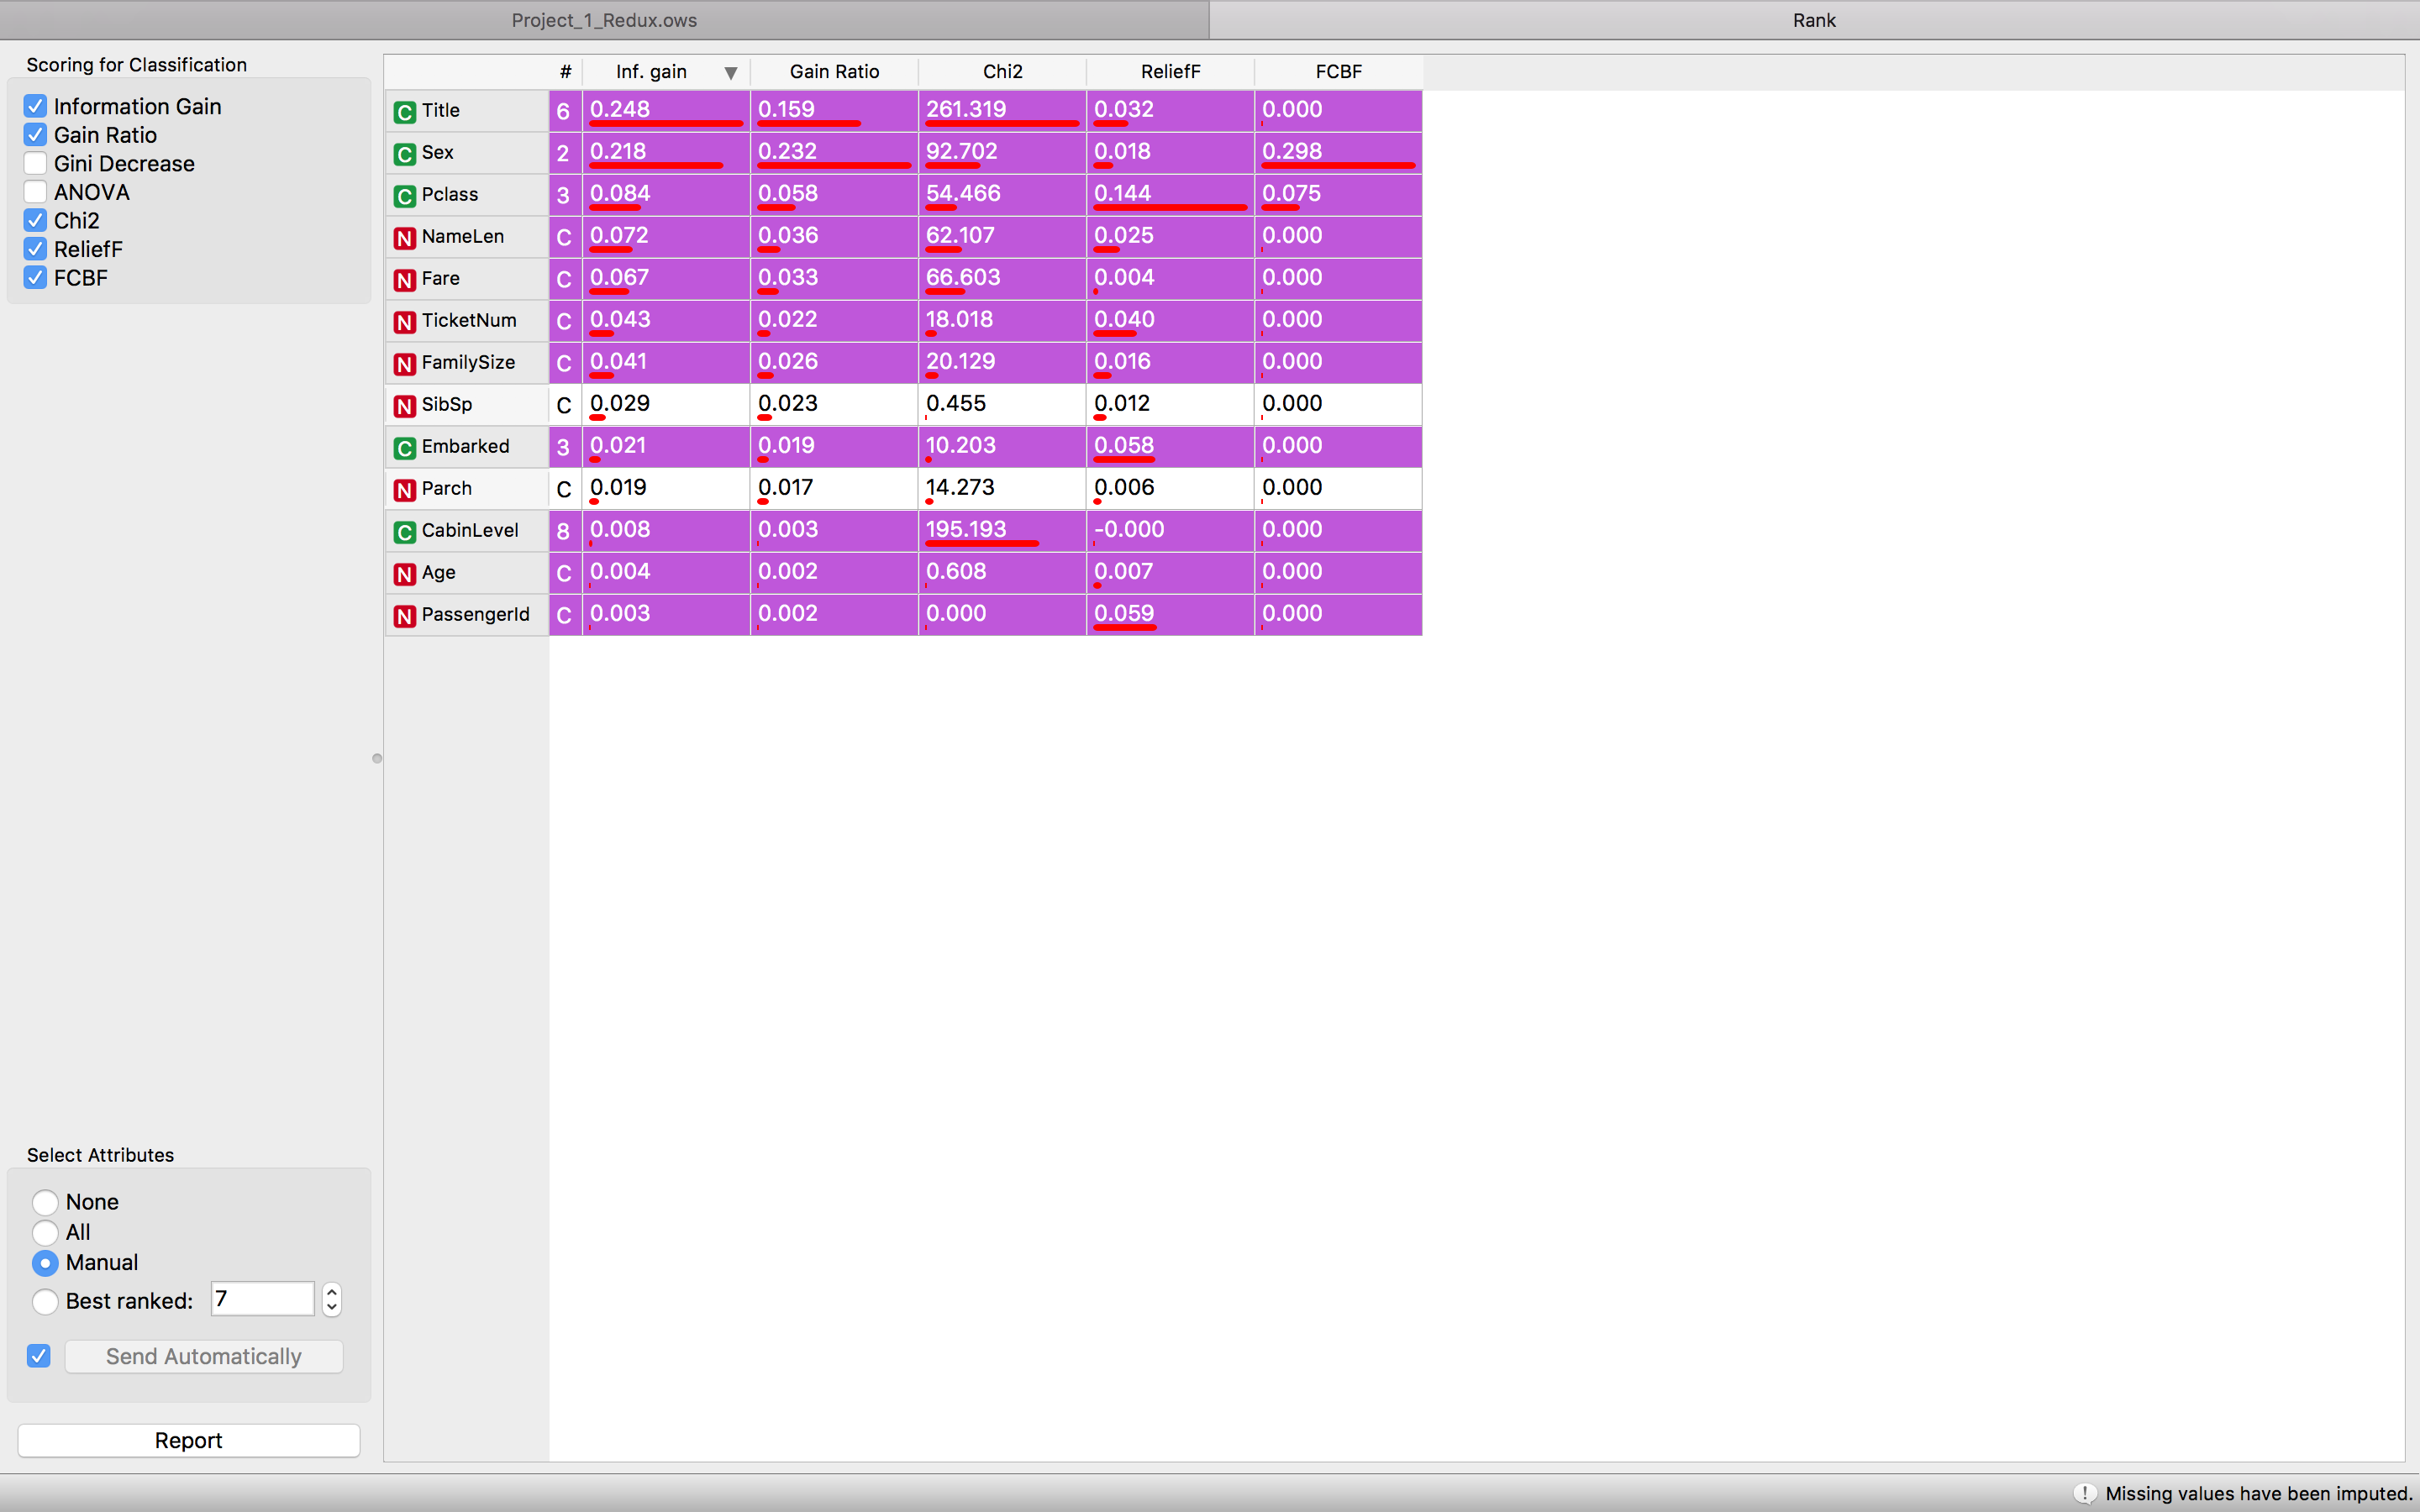 Project_1_Redux.ows Rank
Scoring for Classification
Information Gain
Gain Ratio
Gini Decrease
ANOVA
Chi2
ReliefF
FCBF
# Inf. gain Gain Ratio Chi2 ReliefF FCBF
C Title 6 0.248 0.159 261.319 0.032 0.000
C Sex 2 0.218 0.232 92.702 0.018 0.298
C Pclass 3 0.084 0.058 54.466 0.144 0.075
N NameLen C 0.072 0.036 62.107 0.025 0.000
N Fare C 0.067 0.033 66.603 0.004 0.000
N TicketNum C 0.043 0.022 18.018 0.040 0.000
N FamilySize C 0.041 0.026 20.129 0.016 0.000
N SibSp C 0.029 0.023 0.455 0.012 0.000
C Embarked 3 0.021 0.019 10.203 0.058 0.000
N Parch C 0.019 0.017 14.273 0.006 0.000
C CabinLevel 8 0.008 0.003 195.193 -0.000 0.000
N Age C 0.004 0.002 0.608 0.007 0.000
N PassengerId C 0.003 0.002 0.000 0.059 0.000
Select Attributes
None
All
Manual
Best ranked: 7
Send Automatically
Report
Missing values have been imputed.